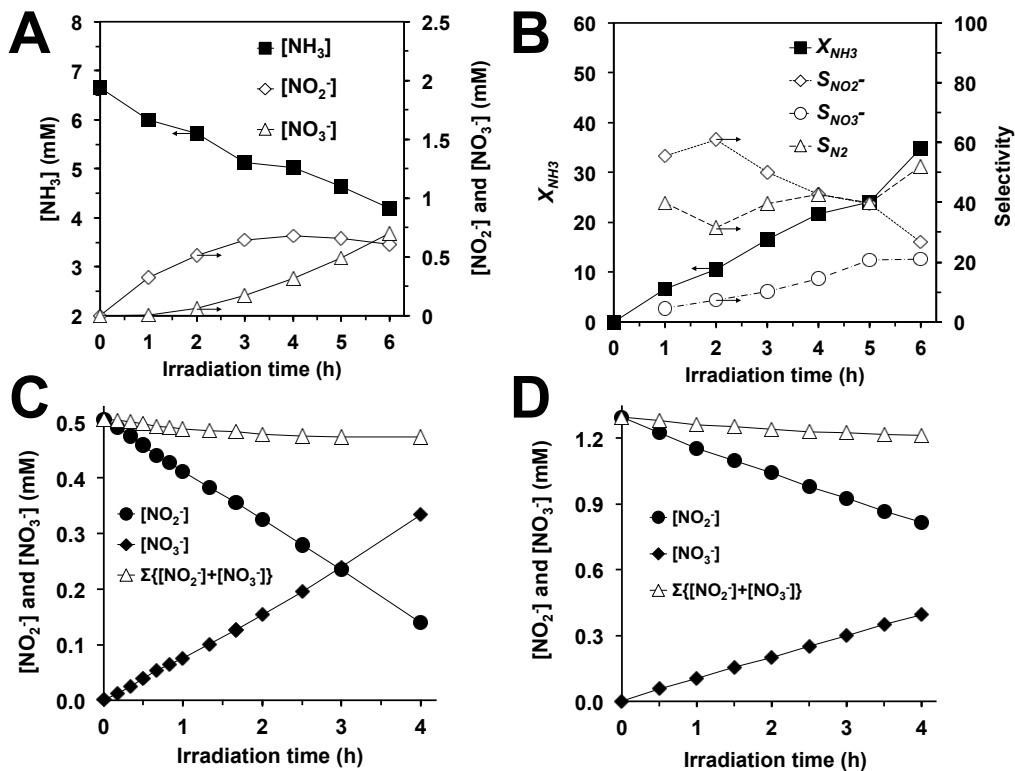 A
[NH3] (mM)
8
7
6
5
4
3
2
[NH3]
[NO2-]
[NO3-]
2.5
2
1.5
1
0.5
0
[NO2-] and [NO3-] (mM)
0 1 2 3 4 5 6
Irradiation time (h)
B
XNH3
60
50
40
30
20
10
0
XNH3
SNO2-
SNO3-
SN2
100
80
60
40
20
0
Selectivity
0 1 2 3 4 5 6
Irradiation time (h)
C
[NO2-] and [NO3-] (mM)
0.5
0.4
0.3
0.2
0.1
0.0
[NO2-]
[NO3-]
Σ{[NO2-]+[NO3-]}
0 1 2 3 4
Irradiation time (h)
D
[NO2-] and [NO3-] (mM)
1.2
0.9
0.6
0.3
0.0
[NO2-]
[NO3-]
Σ{[NO2-]+[NO3-]}
0 1 2 3 4
Irradiation time (h)